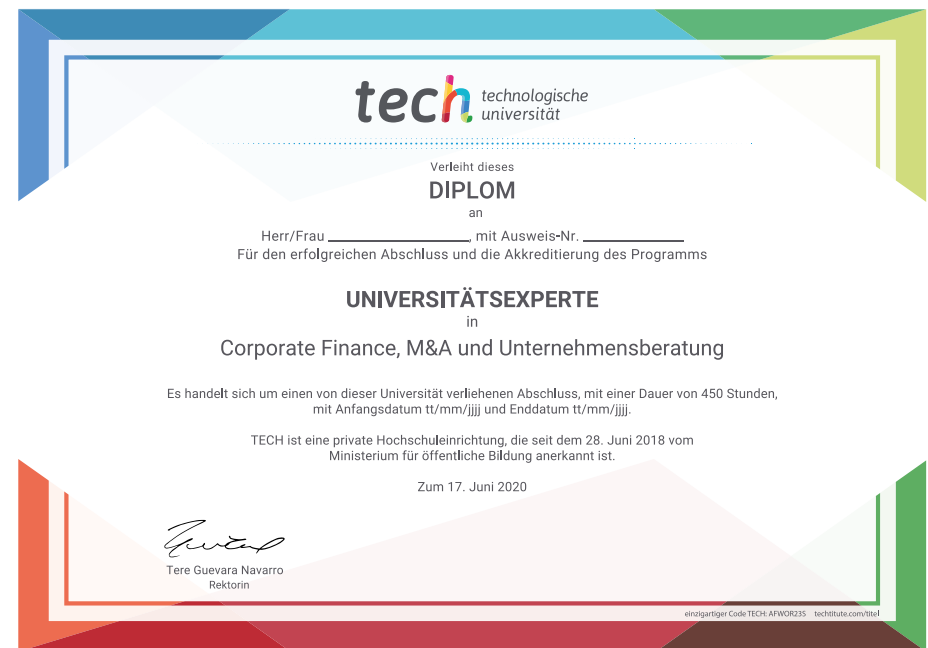 tech technologische
universität
Verleiht dieses
DIPLOM
an
Herr/Frau ____________________, mit Ausweis-Nr. ______________
Für den erfolgreichen Abschluss und die Akkreditierung des Programms
UNIVERSITÄTSEXPERTE
in
Corporate Finance, M&A und Unternehmensberatung
Es handelt sich um einen von dieser Universität verliehenen Abschluss, mit einer Dauer von 450 Stunden,
mit Anfangsdatum tt/mm/jjjj und Enddatum tt/mm/jjjj.
TECH ist eine private Hochschuleinrichtung, die seit dem 28. Juni 2018 vom
Ministerium für öffentliche Bildung anerkannt ist.
Zum 17. Juni 2020
Tere Guevara Navarro
Rektorin
einzigartiger Code TECH: AFWOR23S techtitute.com/titel